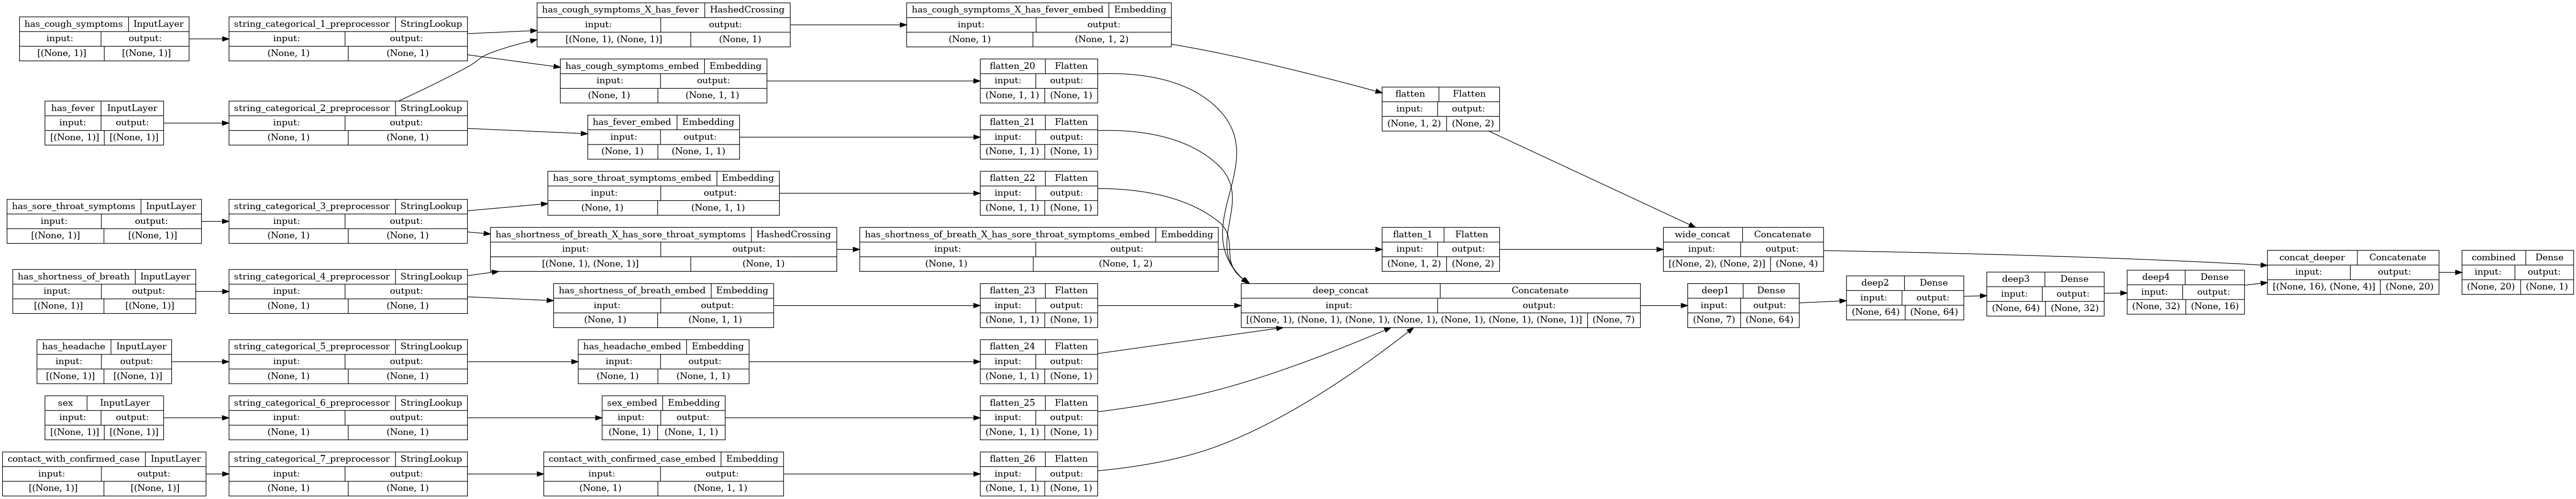 has_cough_symptoms InputLayer
input: output:
[(None, 1)] [(None, 1)]
string_categorical_1_preprocessor StringLookup
input: output:
(None, 1) (None, 1)
has_cough_symptoms_X_has_fever HashedCrossing
input: output:
[(None, 1), (None, 1)] (None, 1)
has_cough_symptoms_X_has_fever_embed Embedding
input: output:
(None, 1) (None, 1, 2)
has_cough_symptoms_embed Embedding
input: output:
(None, 1) (None, 1, 1)
flatten_20 Flatten
input: output:
(None, 1, 1) (None, 1)
flatten Flatten
input: output:
(None, 1, 2) (None, 2)
has_fever InputLayer
input: output:
[(None, 1)] [(None, 1)]
string_categorical_2_preprocessor StringLookup
input: output:
(None, 1) (None, 1)
has_fever_embed Embedding
input: output:
(None, 1) (None, 1, 1)
flatten_21 Flatten
input: output:
(None, 1, 1) (None, 1)
has_sore_throat_symptoms InputLayer
input: output:
[(None, 1)] [(None, 1)]
string_categorical_3_preprocessor StringLookup
input: output:
(None, 1) (None, 1)
has_sore_throat_symptoms_embed Embedding
input: output:
(None, 1) (None, 1, 1)
flatten_22 Flatten
input: output:
(None, 1, 1) (None, 1)
has_shortness_of_breath_X_has_sore_throat_symptoms HashedCrossing
input: output:
[(None, 1), (None, 1)] (None, 1)
has_shortness_of_breath_X_has_sore_throat_symptoms_embed Embedding
input: output:
(None, 1) (None, 1, 2)
flatten_1 Flatten
input: output:
(None, 1, 2) (None, 2)
wide_concat Concatenate
input: output:
[(None, 2), (None, 2)] (None, 4)
has_shortness_of_breath InputLayer
input: output:
[(None, 1)] [(None, 1)]
string_categorical_4_preprocessor StringLookup
input: output:
(None, 1) (None, 1)
has_shortness_of_breath_embed Embedding
input: output:
(None, 1) (None, 1, 1)
flatten_23 Flatten
input: output:
(None, 1, 1) (None, 1)
deep_concat Concatenate
input: output:
[(None, 1), (None, 1), (None, 1), (None, 1), (None, 1), (None, 1), (None, 1)] (None, 7)
deep1 Dense
input: output:
(None, 7) (None, 64)
deep2 Dense
input: output:
(None, 64) (None, 64)
deep3 Dense
input: output:
(None, 64) (None, 32)
deep4 Dense
input: output:
(None, 32) (None, 16)
concat_deeper Concatenate
input: output:
[(None, 16), (None, 4)] (None, 20)
combined Dense
input: output:
(None, 20) (None, 1)
has_headache InputLayer
input: output:
[(None, 1)] [(None, 1)]
string_categorical_5_preprocessor StringLookup
input: output:
(None, 1) (None, 1)
has_headache_embed Embedding
input: output:
(None, 1) (None, 1, 1)
flatten_24 Flatten
input: output:
(None, 1, 1) (None, 1)
sex InputLayer
input: output:
[(None, 1)] [(None, 1)]
string_categorical_6_preprocessor StringLookup
input: output:
(None, 1) (None, 1)
sex_embed Embedding
input: output:
(None, 1) (None, 1, 1)
flatten_25 Flatten
input: output:
(None, 1, 1) (None, 1)
contact_with_confirmed_case InputLayer
input: output:
[(None, 1)] [(None, 1)]
string_categorical_7_preprocessor StringLookup
input: output:
(None, 1) (None, 1)
contact_with_confirmed_case_embed Embedding
input: output:
(None, 1) (None, 1, 1)
flatten_26 Flatten
input: output:
(None, 1, 1) (None, 1)